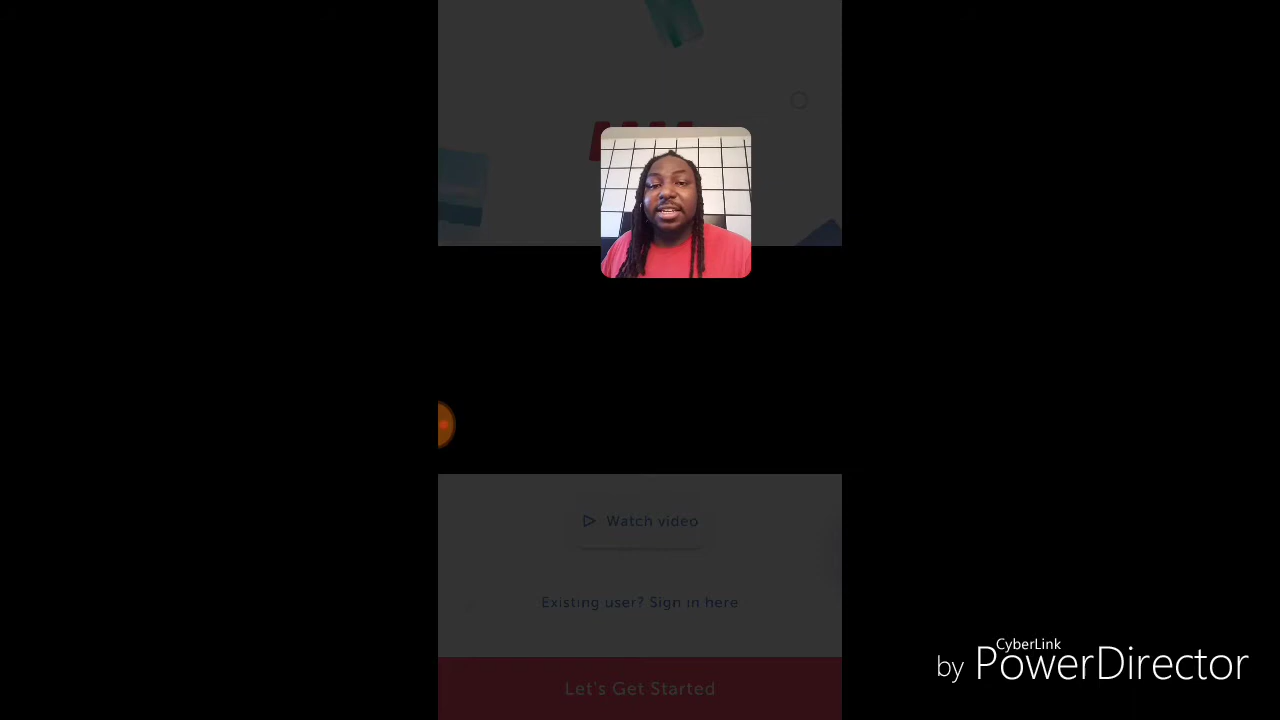 Watch video
Existing user? Sign in here
Let's Get Started
CyberLink
by PowerDirector